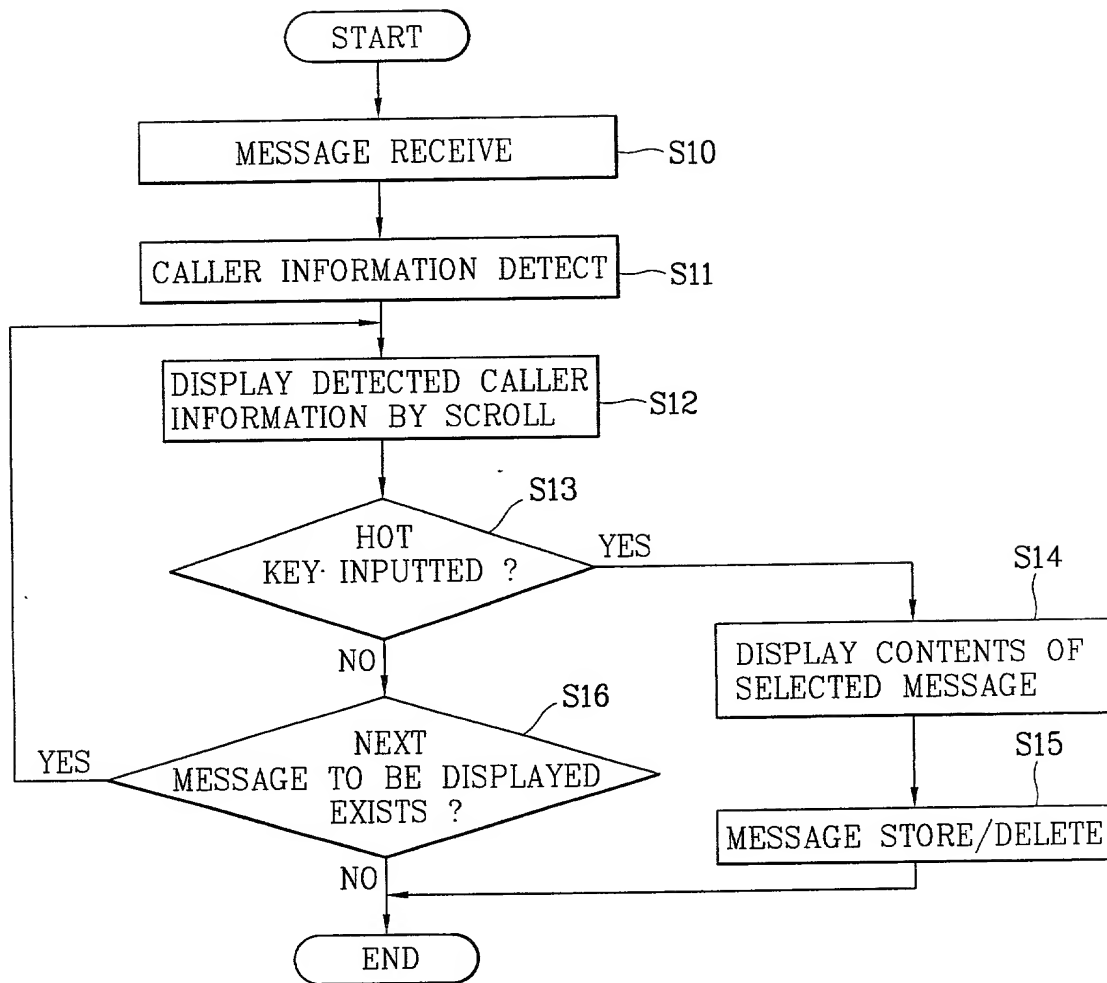 START
MESSAGE RECEIVE
S10
CALLER INFORMATION DETECT
S11
DISPLAY DETECTED CALLER
INFORMATION BY SCROLL
S12
S13
HOT
KEY INPUTTED ?
YES
NO
S14
DISPLAY CONTENTS OF
SELECTED MESSAGE
S16
NEXT
MESSAGE TO BE DISPLAYED
EXISTS ?
YES
NO
S15
MESSAGE STORE/DELETE
END